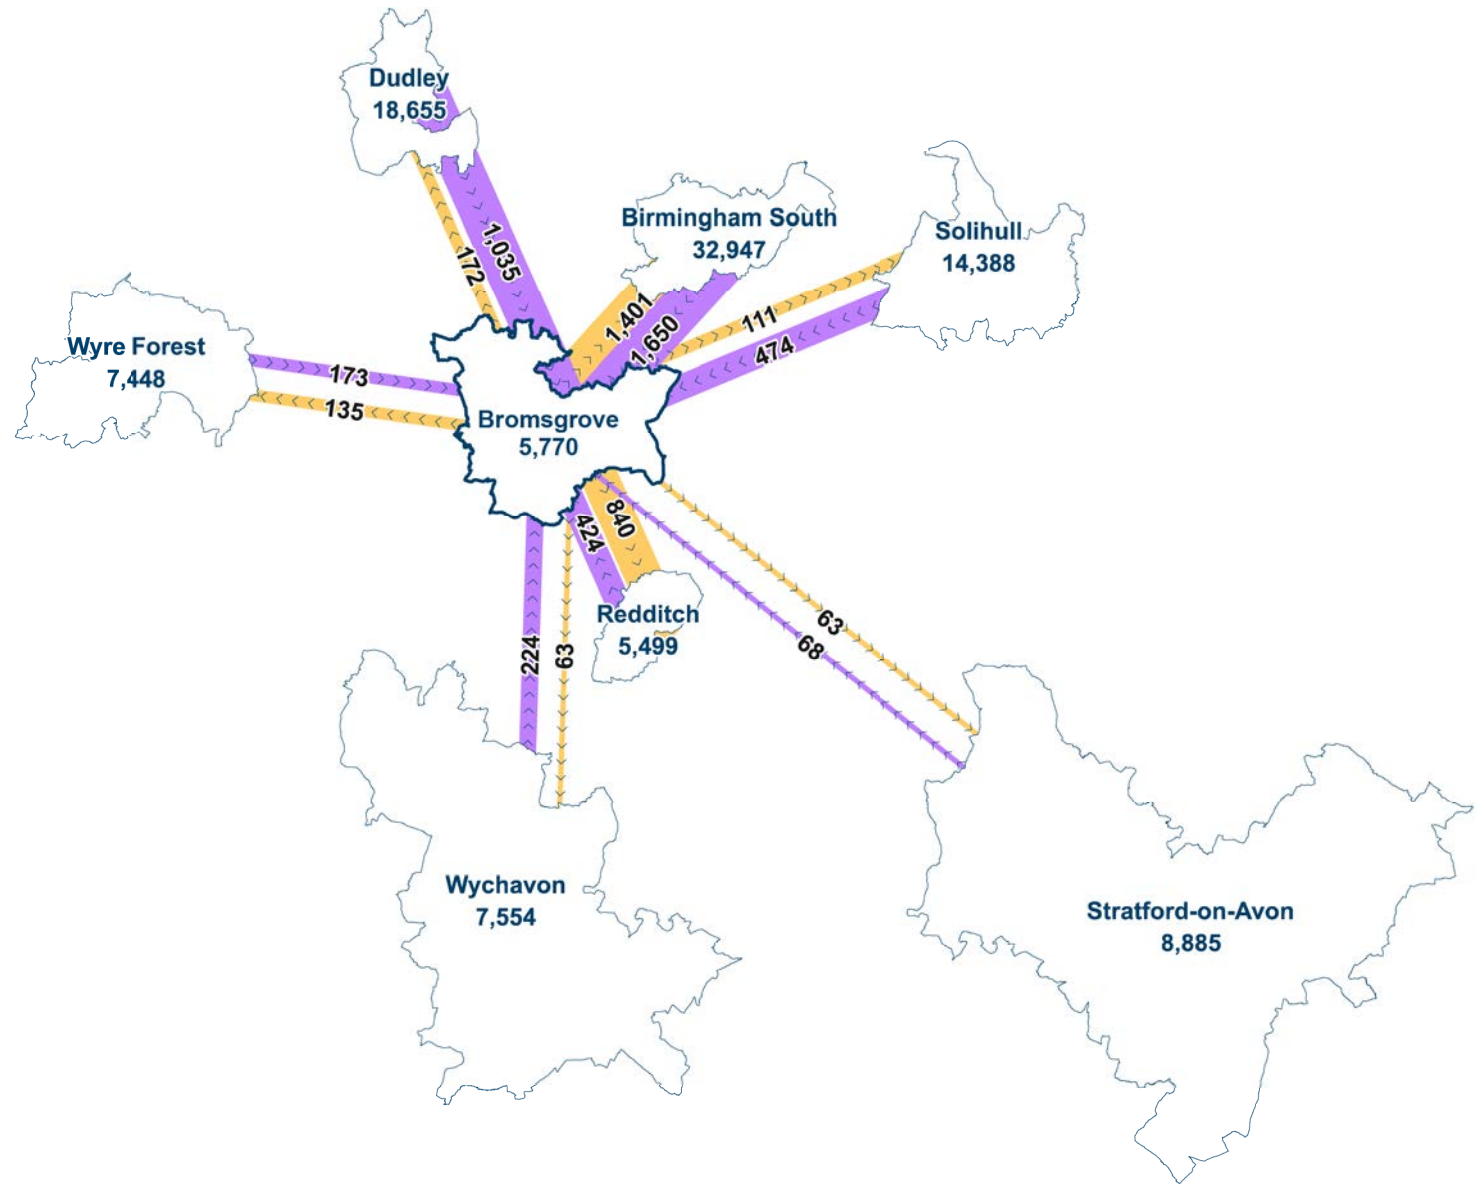 Dudley
18,655
Birmingham South
32,947
Solihull
14,388
1,035
172
1,401
1,650
111
474
Wyre Forest
7,448
173
135
Bromsgrove
5,770
840
424
Redditch
5,499
63
68
224
63
Wychavon
7,554
Stratford-on-Avon
8,885